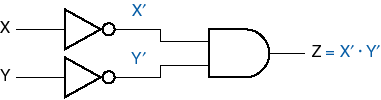 X X′
Y Y′
Z = X′ · Y′